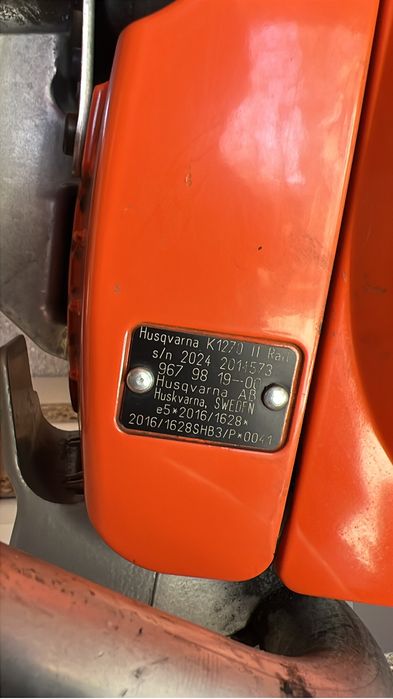 Husqvarna K1270 II Rail
s/n 2024 2011573
967 98 19-00
Husqvarna AB
Huskvarna, SWEDEN
e5*2016/1628*
2016/1628SHB3/P*0041